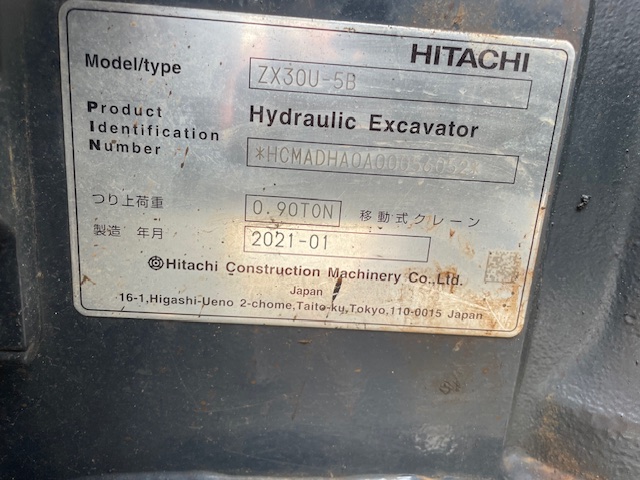 HITACHI
Model/type ZX30U-5B
Product
Identification
Number
Hydraulic Excavator
つり上荷重 0.90TON 移動式クレーン
製造 年月 2021-01
Hitachi Construction Machinery Co.,Ltd.
Japan
16-1,Higashi-Ueno 2-chome,Taito-ku,Tokyo,110-0015 Japan